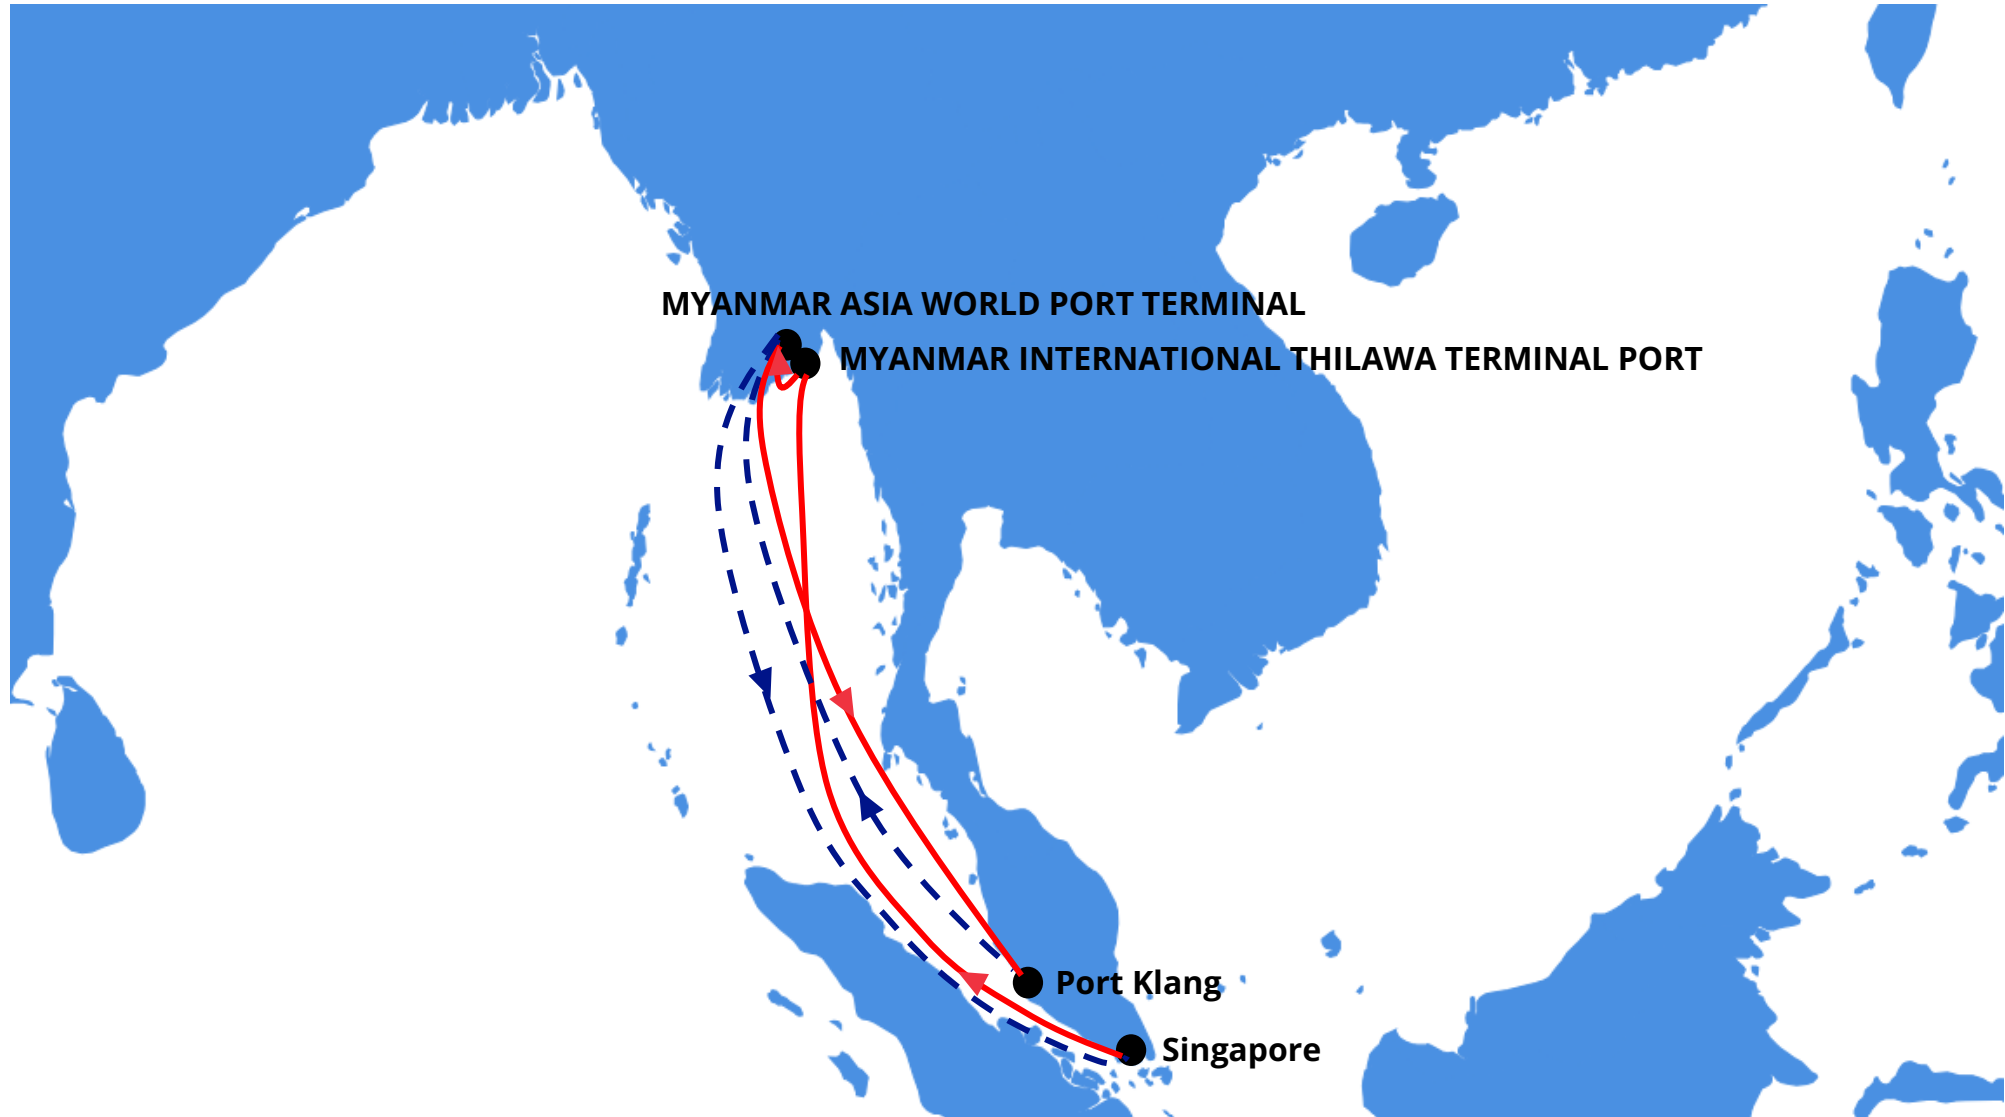 MYANMAR ASIA WORLD PORT TERMINAL
MYANMAR INTERNATIONAL THILAWA TERMINAL PORT
Port Klang
Singapore